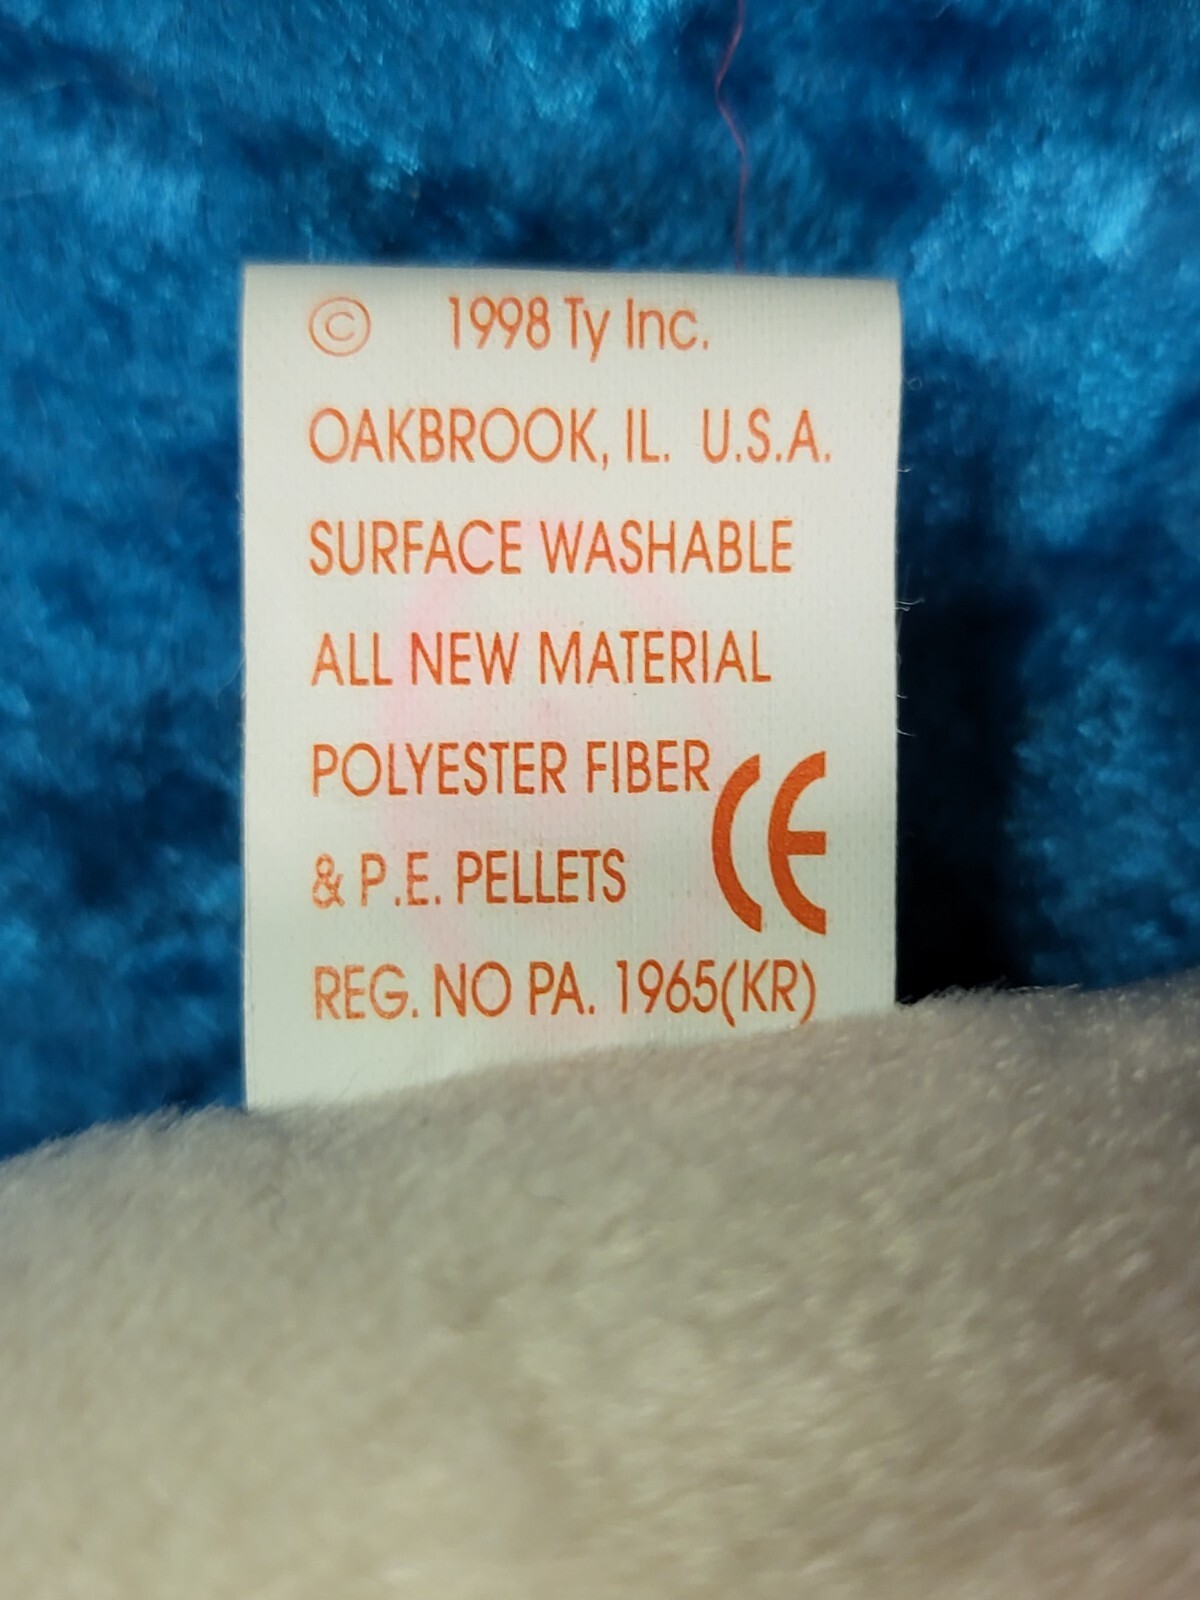 © 1998 Ty Inc.
OAKBROOK, IL. U.S.A.
SURFACE WASHABLE
ALL NEW MATERIAL
POLYESTER FIBER
& P.E. PELLETS CE
REG. NO PA. 1965(KR)